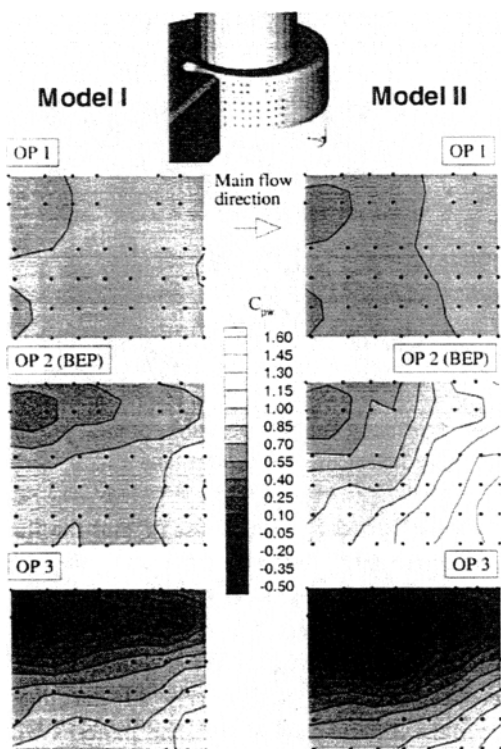 Model I
Model II
OP 1
OP 1
Main flow
direction
C_pw
1.60
1.45
1.30
1.15
1.00
0.85
0.70
0.55
0.40
0.25
0.10
-0.05
-0.20
-0.35
-0.50
OP 2 (BEP)
OP 2 (BEP)
OP 3
OP 3